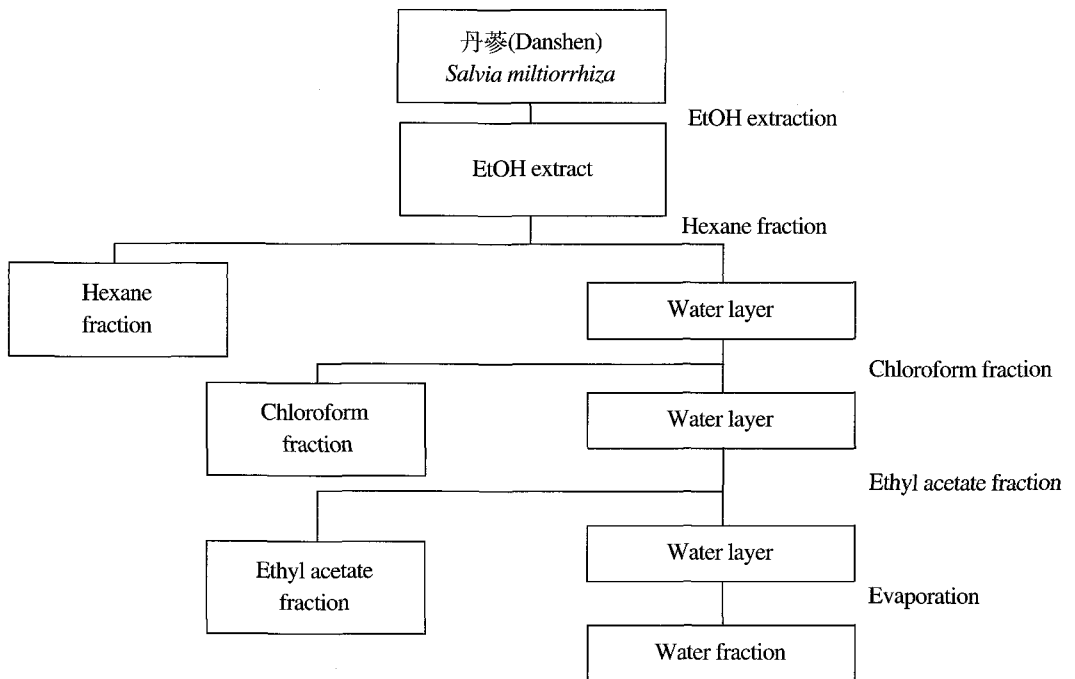 丹蔘(Danshen)
Salvia miltiorrhiza
EtOH extraction
EtOH extract
Hexane fraction
Hexane
fraction
Water layer
Chloroform fraction
Chloroform
fraction
Water layer
Ethyl acetate fraction
Ethyl acetate
fraction
Water layer
Evaporation
Water fraction